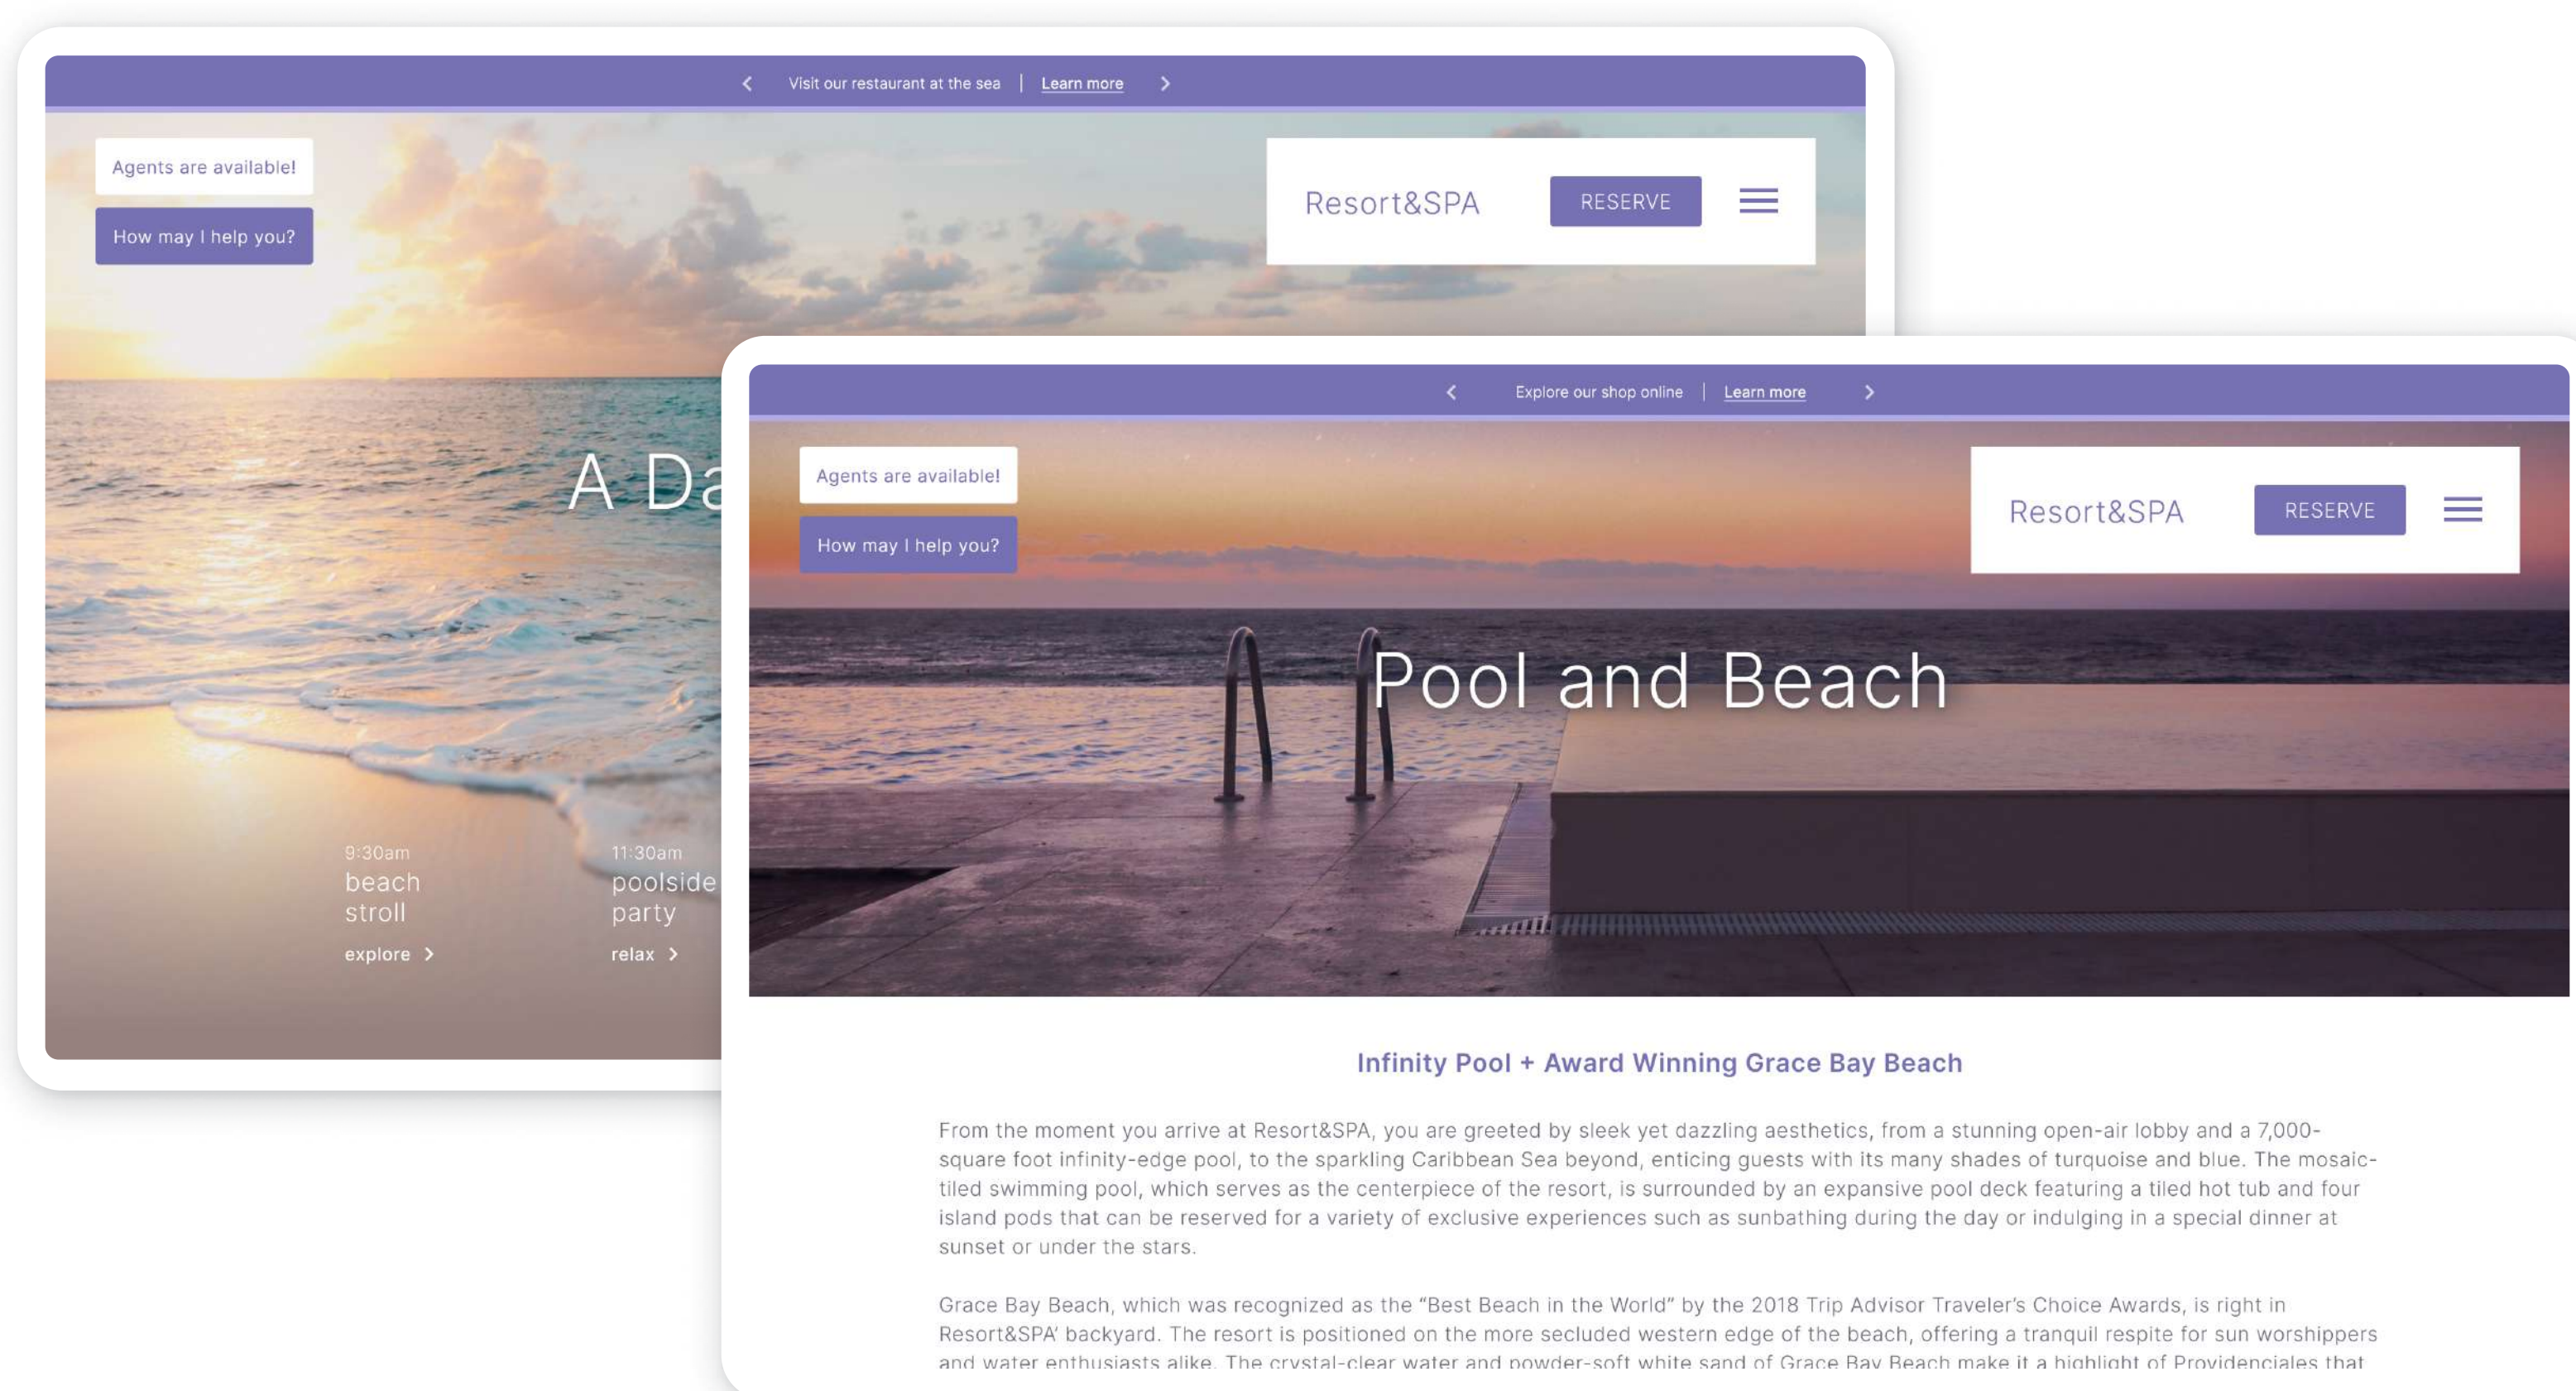 Visit our restaurant at the sea | Learn more
Agents are available!
How may I help you?
Resort&SPA
RESERVE
A Da
9:30am
beach
stroll
explore >
11:30am
poolside
party
relax >
Explore our shop online | Learn more
Agents are available!
How may I help you?
Resort&SPA
RESERVE
Pool and Beach
Infinity Pool + Award Winning Grace Bay Beach
From the moment you arrive at Resort&SPA, you are greeted by sleek yet dazzling aesthetics, from a stunning open-air lobby and a 7,000-
square foot infinity-edge pool, to the sparkling Caribbean Sea beyond, enticing guests with its many shades of turquoise and blue. The mosaic-
tiled swimming pool, which serves as the centerpiece of the resort, is surrounded by an expansive pool deck featuring a tiled hot tub and four
island pods that can be reserved for a variety of exclusive experiences such as sunbathing during the day or indulging in a special dinner at
sunset or under the stars.
Grace Bay Beach, which was recognized as the “Best Beach in the World” by the 2018 Trip Advisor Traveler’s Choice Awards, is right in
Resort&SPA’ backyard. The resort is positioned on the more secluded western edge of the beach, offering a tranquil respite for sun worshippers
and water enthusiasts alike. The crystal-clear water and powder-soft white sand of Grace Bay Beach make it a highlight of Providenciales that